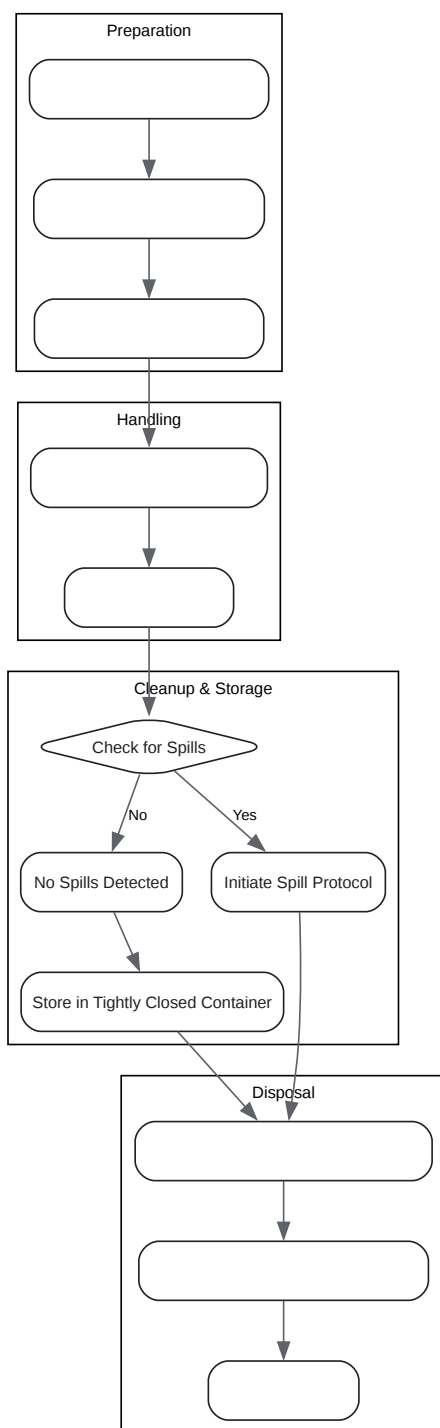 Preparation
Handling
Cleanup & Storage
Check for Spills
No
Yes
No Spills Detected
Initiate Spill Protocol
Store in Tightly Closed Container
Disposal